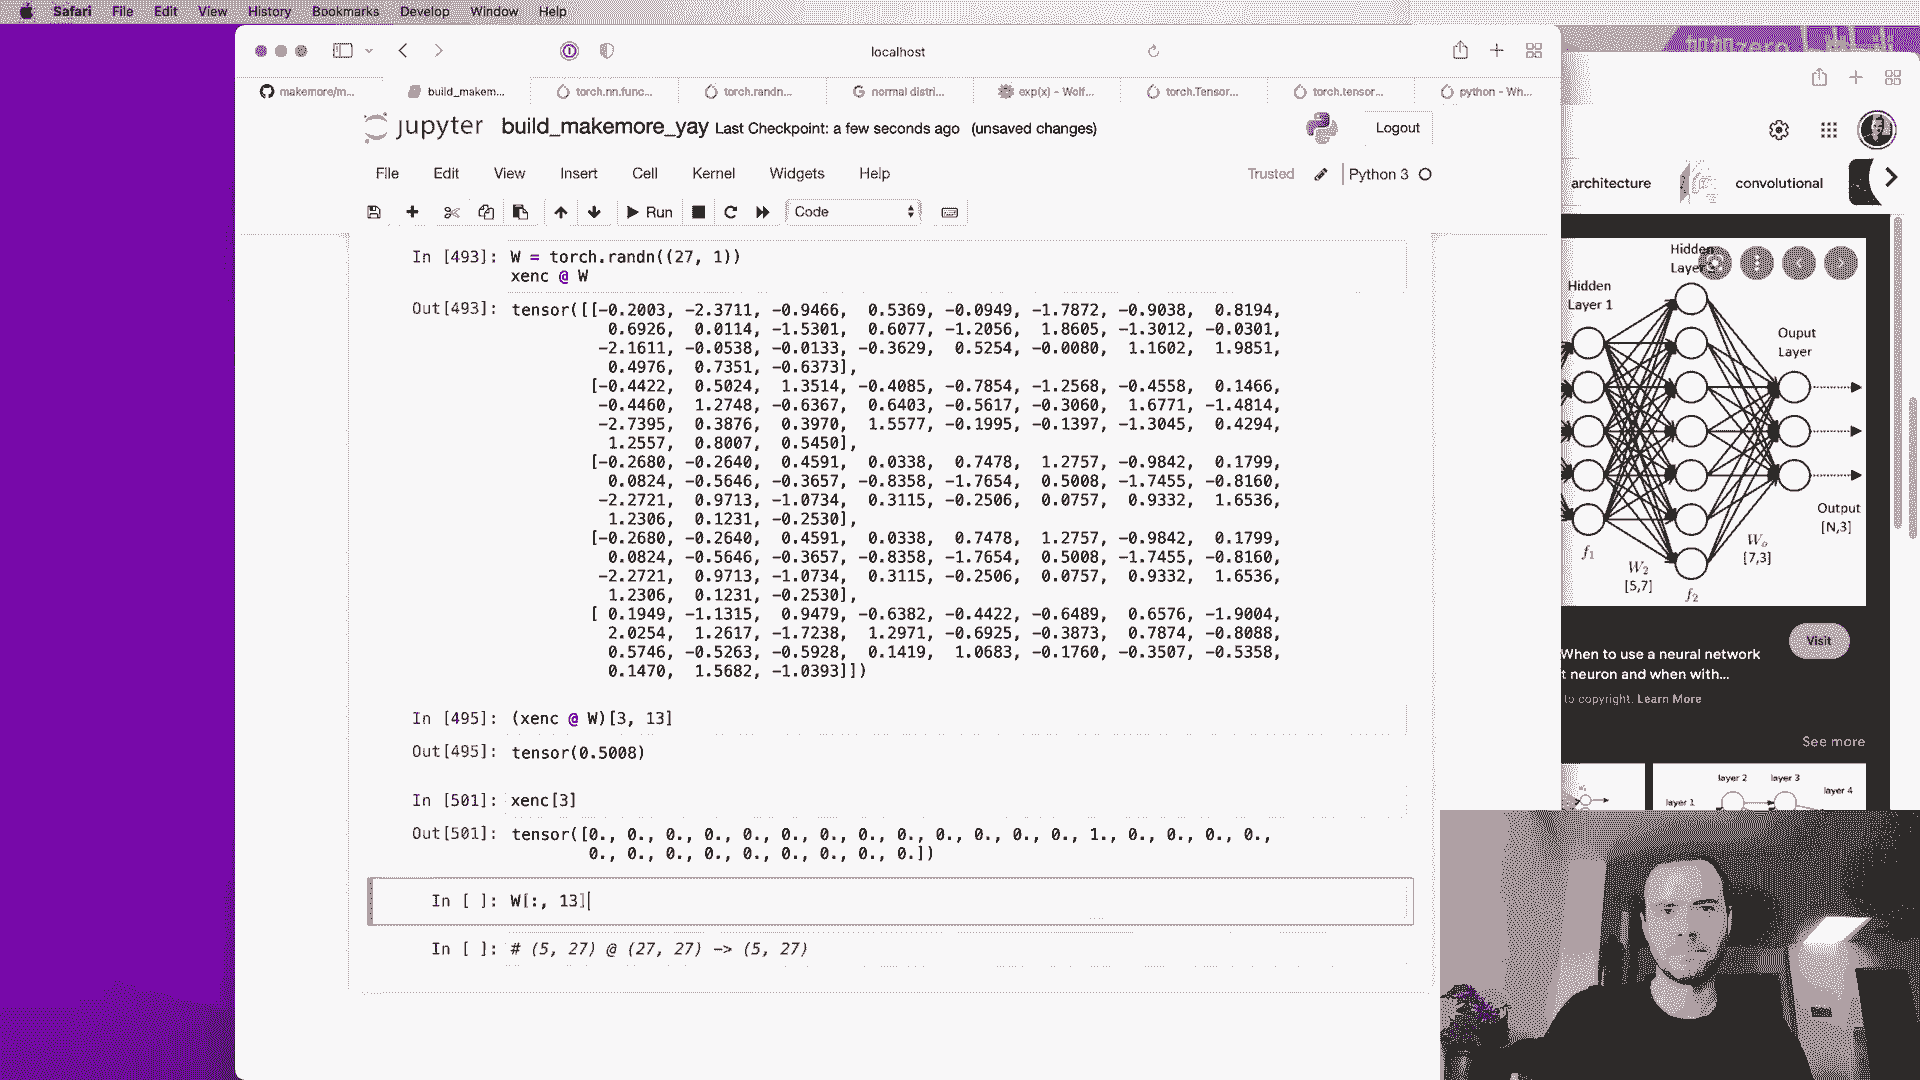 Safari File Edit View History Bookmarks Develop Window Help
localhost
makemore/m...
build_makem...
torch.nn.func...
torch.randn...
normal distri...
exp(x) – Wolf...
torch.Tensor...
torch.tensor...
python - Wh...
jupyter build_makemore_yay Last Checkpoint: a few seconds ago (unsaved changes)
Logout
File Edit View Insert Cell Kernel Widgets Help
Trusted Python 3
Run Code
In [493]: W = torch.randn((27, 1))
xenc @ W
Out[493]: tensor([[-0.2003, -2.3711, -0.9466, 0.5369, -0.0949, -1.7872, -0.9038, 0.8194,
0.6926, 0.0114, -1.5301, 0.6077, -1.2056, 1.8605, -1.3012, -0.0301,
-2.1611, -0.0538, -0.0133, -0.3629, 0.5254, -0.0080, 1.1602, 1.9851,
0.4976, 0.7351, -0.6373],
[-0.4422, 0.5024, 1.3514, -0.4085, -0.7854, -1.2568, -0.4558, 0.1466,
-0.4460, 1.2748, -0.6367, 0.6403, -0.5617, -0.3060, 1.6771, -1.4814,
-2.7395, 0.3876, 0.3970, 1.5577, -0.1995, -0.1397, -1.3045, 0.4294,
1.2557, 0.8007, 0.5450],
[-0.2680, -0.2640, 0.4591, 0.0338, 0.7478, 1.2757, -0.9842, 0.1799,
0.0824, -0.5646, -0.3657, -0.8358, -1.7654, 0.5008, -1.7455, -0.8160,
-2.2721, 0.9713, -1.0734, 0.3115, -0.2506, 0.0757, 0.9332, 1.6536,
1.2306, 0.1231, -0.2530],
[-0.2680, -0.2640, 0.4591, 0.0338, 0.7478, 1.2757, -0.9842, 0.1799,
0.0824, -0.5646, -0.3657, -0.8358, -1.7654, 0.5008, -1.7455, -0.8160,
-2.2721, 0.9713, -1.0734, 0.3115, -0.2506, 0.0757, 0.9332, 1.6536,
1.2306, 0.1231, -0.2530],
[ 0.1949, -1.1315, 0.9479, -0.6382, -0.4422, -0.6489, 0.6576, -1.9004,
2.0254, 1.2617, -1.7238, 1.2971, -0.6925, -0.3873, 0.7874, -0.8088,
0.5746, -0.5263, -0.5928, 0.1419, 1.0683, -0.1760, -0.3507, -0.5358,
0.1470, 1.5682, -1.0393]])
In [495]: (xenc @ W)[3, 13]
Out[495]: tensor(0.5008)
In [501]: xenc[3]
Out[501]: tensor([0., 0., 0., 0., 0., 0., 0., 0., 0., 0., 0., 0., 0., 1., 0., 0., 0., 0.,
0., 0., 0., 0., 0., 0., 0., 0., 0.])
In [ ]: W[:, 13]
In [ ]: # (5, 27) @ (27, 27) -> (5, 27)
architecture
convolutional
Hidden
Hidden
Layer 1
Ouput
Layer
Output
[N,3]
f1
W2
[5,7]
f2
Wo
[7,3]
Visit
When to use a neural network
t neuron and when with...
to copyright. Learn More
See more
layer 1
layer 2
layer 3
layer 4